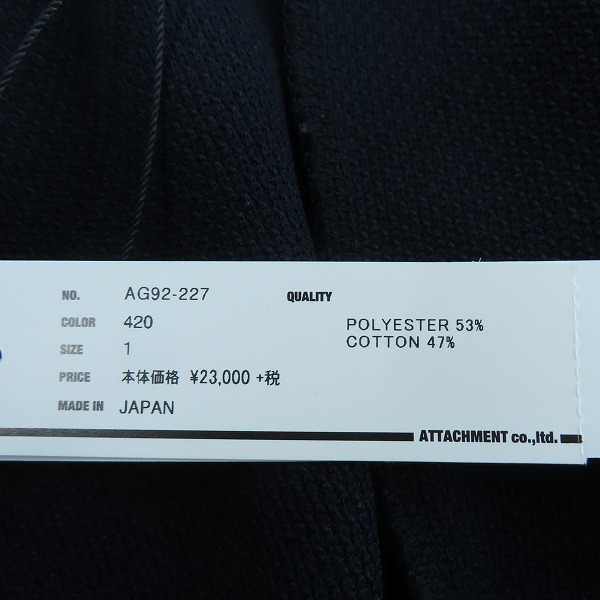 NO. AG92-227 QUALITY
COLOR 420 POLYESTER 53%
SIZE 1 COTTON 47%
PRICE 本体価格 ¥23,000 +税
MADE IN JAPAN
ATTACHMENT co.,ltd.